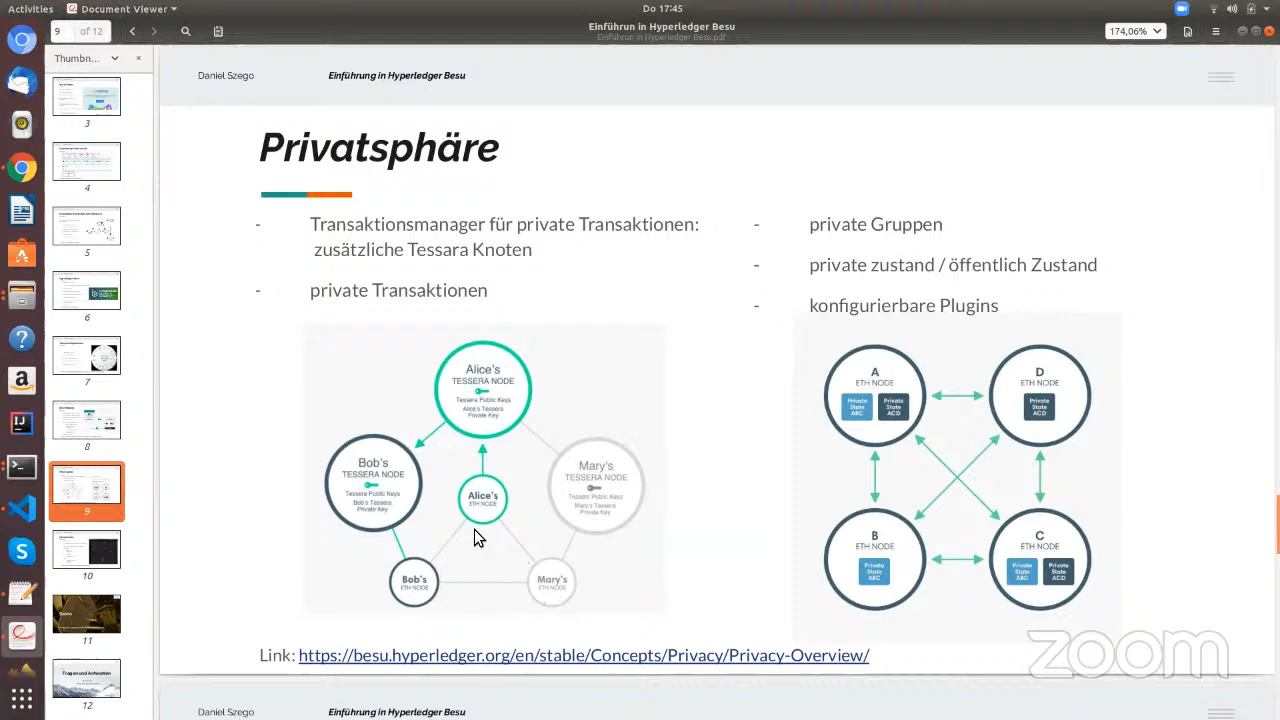 Activities
Document Viewer
Do 17:45
9
of 12
Einführung in Hyperledger Besu
Einführun in Hyperledger Besu.pdf
174,06%
Thumbn...
3
4
5
6
7
8
9
10
11
12
Fragen und Antworten
Daniel Szego
Einführung in Hyperledger Besu
Privatsphäre
- Transaktionsmanager für private Transaktionen:
zusätzliche Tessara Knoten
- private Transaktionen
- private Gruppen
- private zustand / öffentlich Zustand
- konfigurierbare Plugins
Alice's
TESSERA NODE
Tessera Public Keys
Alice's Tessera
Private Key
Bob's
TESSERA NODE
Tessera Public Keys
Bob's Tessera
Private Key
Alice's
ETH NODE
Mary's
TESSERA NODE
Tessera Public Keys
Mary's Tessera
Private Key
Bob's
ETH NODE
Mary's
ETH NODE
A
ETH NODE
Private
State
ABC
Private
State
ACD
D
ETH NODE
Private
State
ACD
B
ETH NODE
Private
State
ABC
C
ETH NODE
Private
State
ABC
Private
State
ACD
Link: https://besu.hyperledger.org/en/stable/Concepts/Privacy/Privacy-Overview/
zoom
Daniel Szego
Einführung in Hyperledger Besu